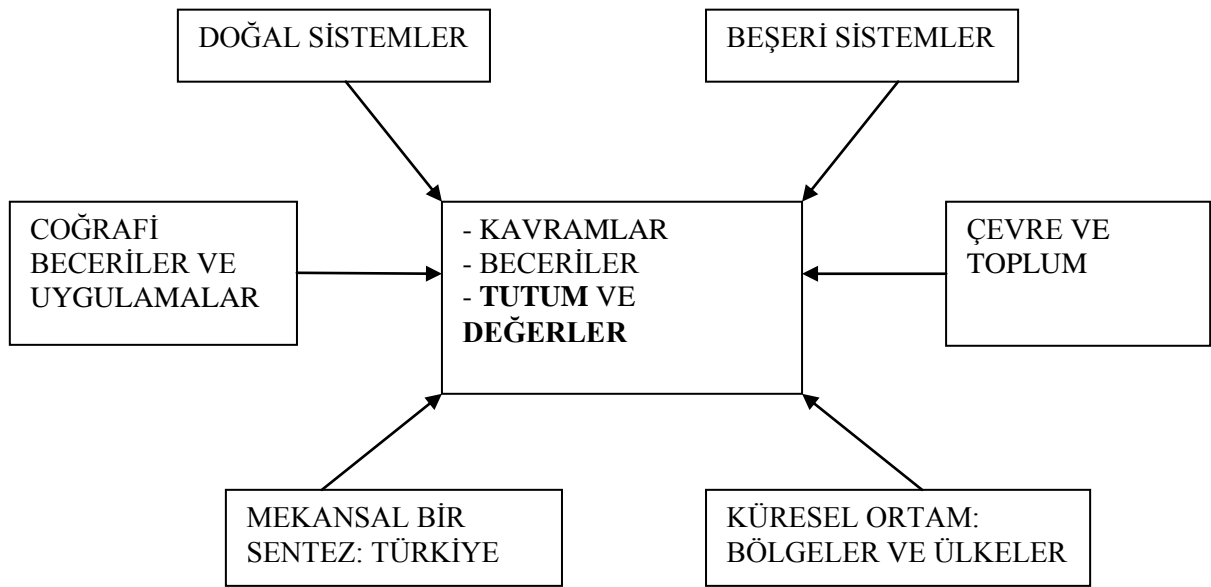 DOĞAL SİSTEMLER
BEŞERİ SİSTEMLER
COĞRAFİ
BECERİLER VE
UYGULAMALAR
- KAVRAMLAR
- BECERİLER
- TUTUM VE
DEĞERLER
ÇEVRE VE
TOPLUM
MEKANSAL BİR
SENTEZ: TÜRKİYE
KÜRESEL ORTAM:
BÖLGELER VE ÜLKELER